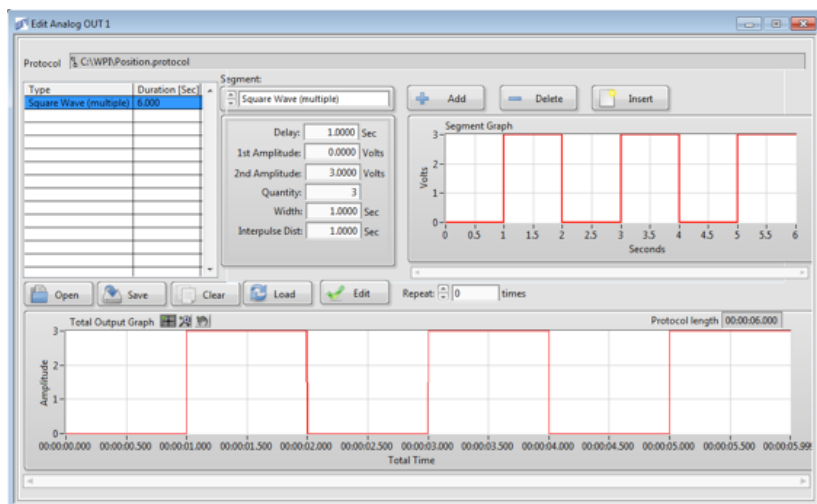 Edit Analog OUT 1
Protocol C:\WPI\Position.protocol
Type Duration [Sec]
Square Wave (multiple) 6.000
Segment:
Square Wave (multiple)
Add Delete Insert
Delay: 1.0000 Sec
1st Amplitude: 0.0000 Volts
2nd Amplitude: 3.0000 Volts
Quantity: 3
Width: 1.0000 Sec
Interpulse Dist: 1.0000 Sec
Segment Graph
Volts
3
2
1
0
0 0.5 1 1.5 2 2.5 3 3.5 4 4.5 5 5.5 6
Seconds
Open Save Clear Load Edit Repeat: 0 times
Total Output Graph Protocol length 00:00:06.000
Amplitude
3
2
1
0
00:00:00.000 00:00:00.500 00:00:01.000 00:00:01.500 00:00:02.000 00:00:02.500 00:00:03.000 00:00:03.500 00:00:04.000 00:00:04.500 00:00:05.000 00:00:05.500 00:00:05.999
Total Time